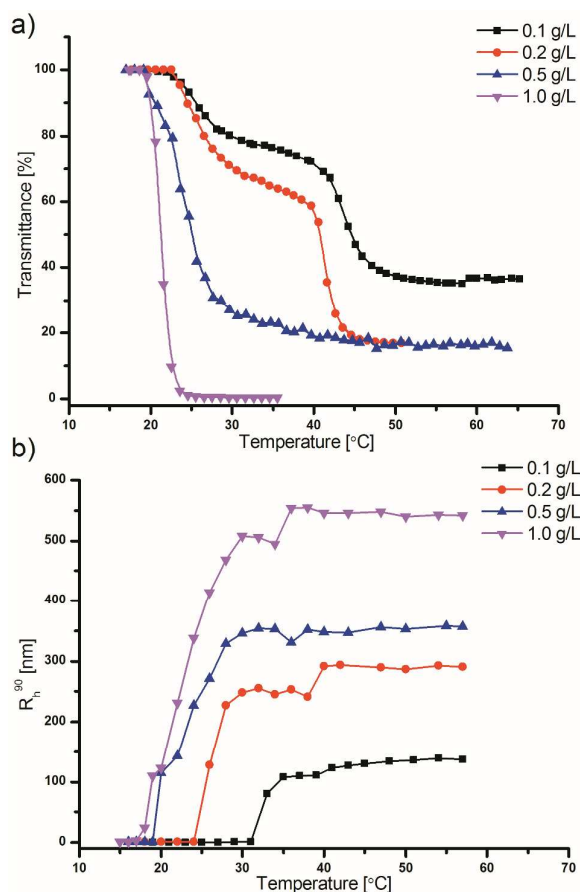 a)
0.1 g/L
0.2 g/L
0.5 g/L
1.0 g/L
100
80
60
40
20
0
Transmittance [%]
10 20 30 40 50 60 70
Temperature [°C]
b)
0.1 g/L
0.2 g/L
0.5 g/L
1.0 g/L
600
500
400
300
200
100
0
R_h^90 [nm]
10 20 30 40 50 60 70
Temperature [°C]